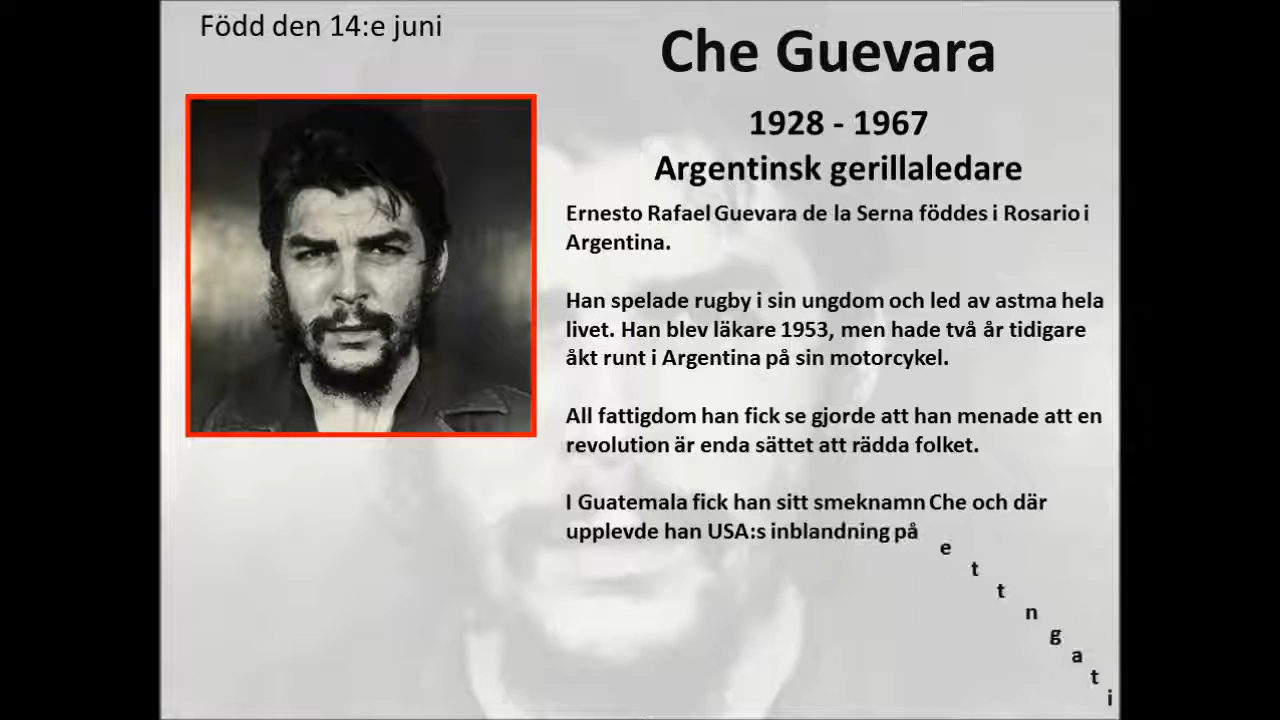 Född den 14:e juni
Che Guevara
1928 - 1967
Argentinsk gerillaledare
Ernesto Rafael Guevara de la Serna föddes i Rosario i
Argentina.
Han spelade rugby i sin ungdom och led av astma hela
livet. Han blev läkare 1953, men hade två år tidigare
åkt runt i Argentina på sin motorcykel.
All fattigdom han fick se gjorde att han menade att en
revolution är enda sättet att rädda folket.
I Guatemala fick han sitt smeknamn Che och där
upplevde han USA:s inblandning på
e t t n g a t i